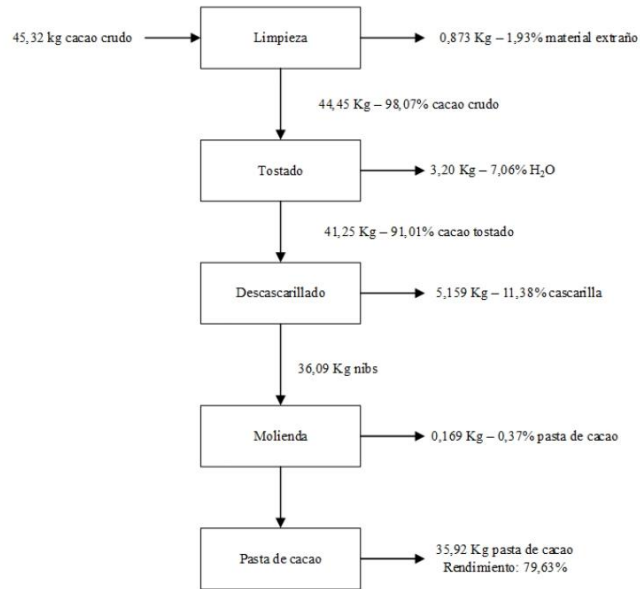 45,32 kg cacao crudo
Limpieza
0,873 Kg – 1,93% material extraño
44,45 Kg – 98,07% cacao crudo
Tostado
3,20 Kg – 7,06% H₂O
41,25 Kg – 91,01% cacao tostado
Descascarillado
5,159 Kg – 11,38% cascarilla
36,09 Kg nibs
Molienda
0,169 Kg – 0,37% pasta de cacao
Pasta de cacao
35,92 Kg pasta de cacao
Rendimiento: 79,63%